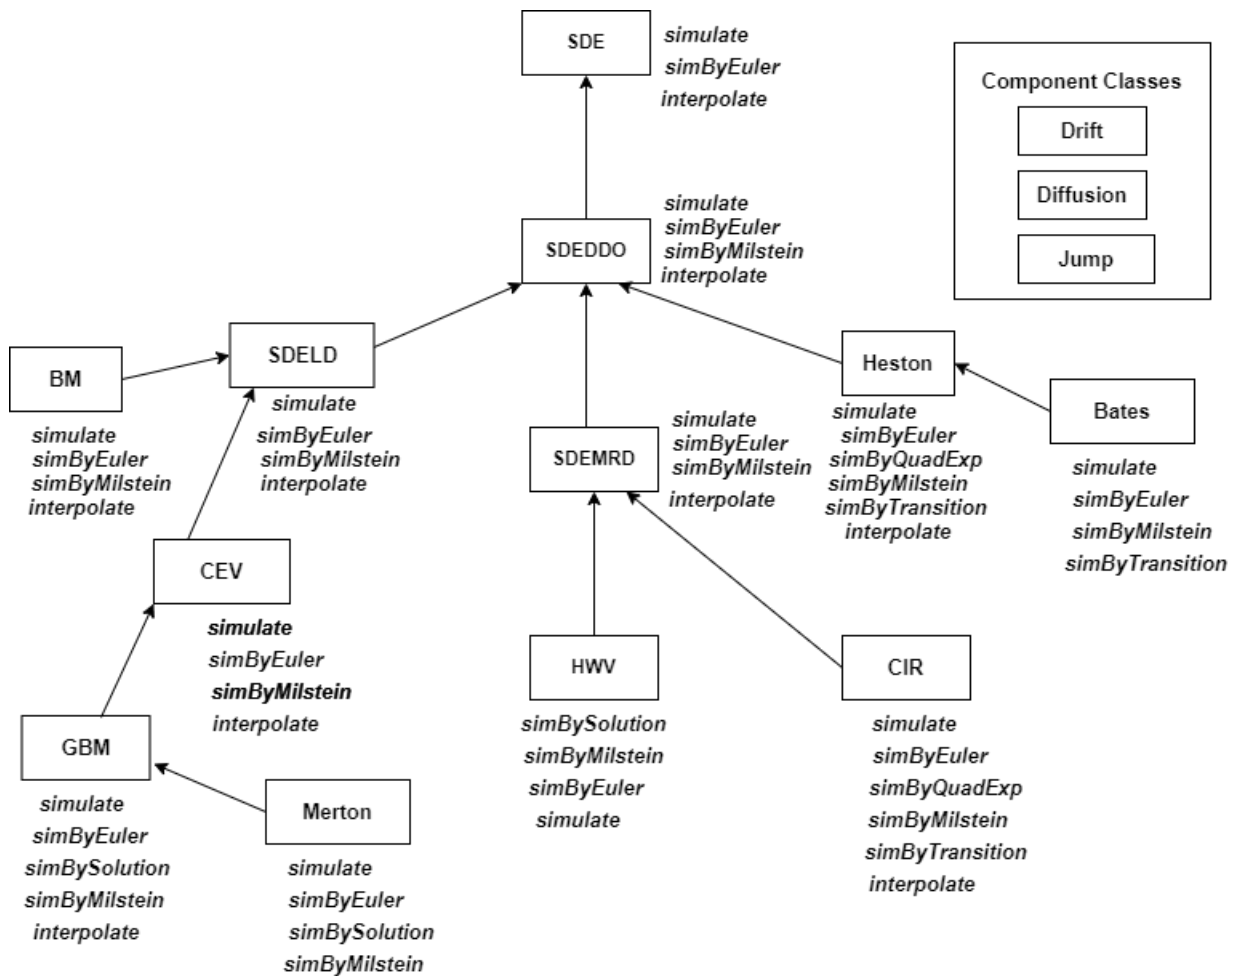 SDE
simulate
simByEuler
interpolate
Component Classes
Drift
Diffusion
Jump
SDEDDO
simulate
simByEuler
simByMilstein
interpolate
BM
simulate
simByEuler
simByMilstein
interpolate
SDELD
simulate
simByEuler
simByMilstein
interpolate
SDEMRD
simulate
simByEuler
simByMilstein
interpolate
Heston
simulate
simByEuler
simByQuadExp
simByMilstein
simByTransition
interpolate
Bates
simulate
simByEuler
simByMilstein
simByTransition
CEV
simulate
simByEuler
simByMilstein
interpolate
GBM
simulate
simByEuler
simBySolution
simByMilstein
interpolate
Merton
simulate
simByEuler
simBySolution
simByMilstein
HWV
simBySolution
simByMilstein
simByEuler
simulate
CIR
simulate
simByEuler
simByQuadExp
simByMilstein
simByTransition
interpolate